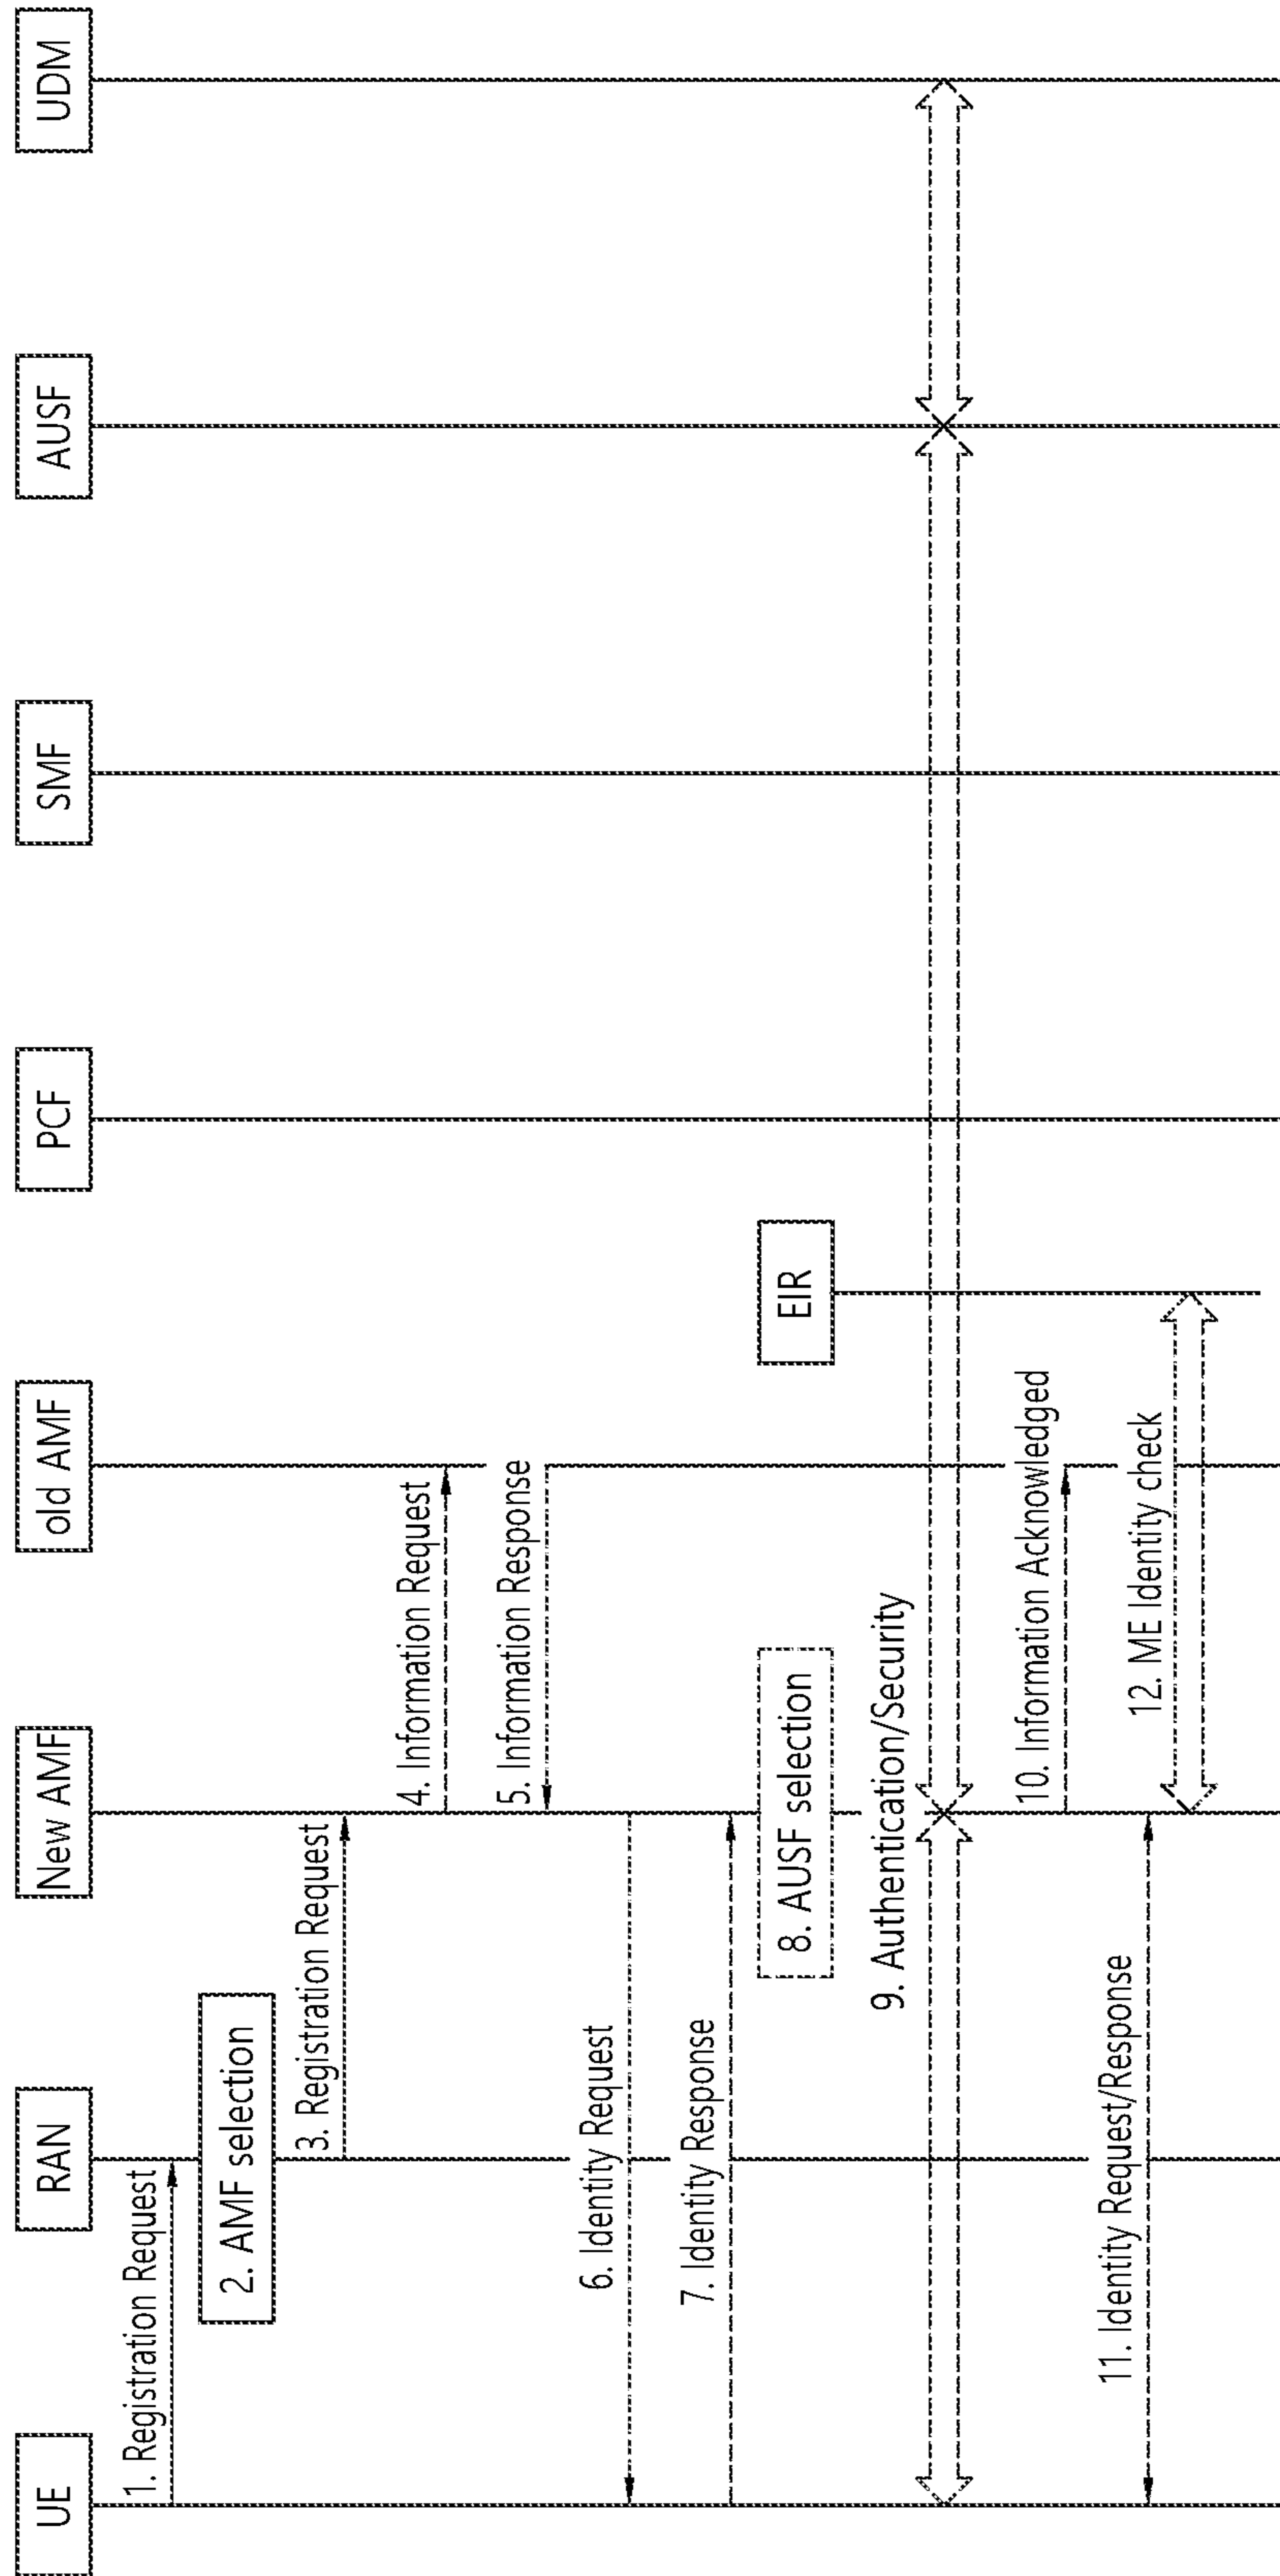 UE
RAN
New AMF
old AMF
PCF
SMF
AUSF
UDM
1. Registration Request
2. AMF selection
3. Registration Request
4. Information Request
5. Information Response
6. Identity Request
7. Identity Response
8. AUSF selection
EIR
9. Authentication/Security
10. Information Acknowledged
11. Identity Request/Response
12. ME Identity check